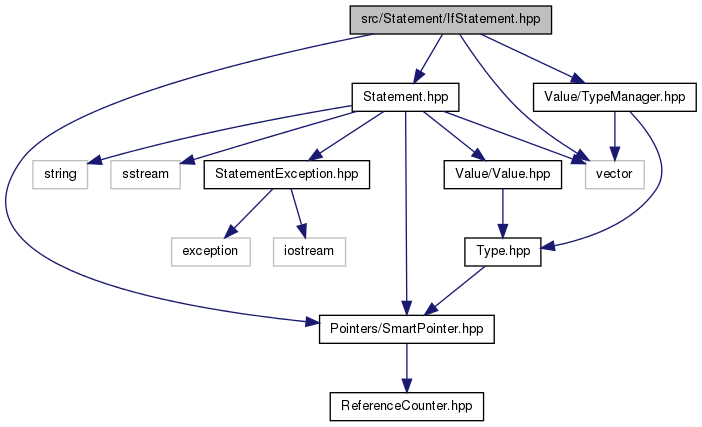 src/Statement/IfStatement.hpp
Statement.hpp
Value/TypeManager.hpp
string
sstream
StatementException.hpp
Value/Value.hpp
vector
exception
iostream
Type.hpp
Pointers/SmartPointer.hpp
ReferenceCounter.hpp